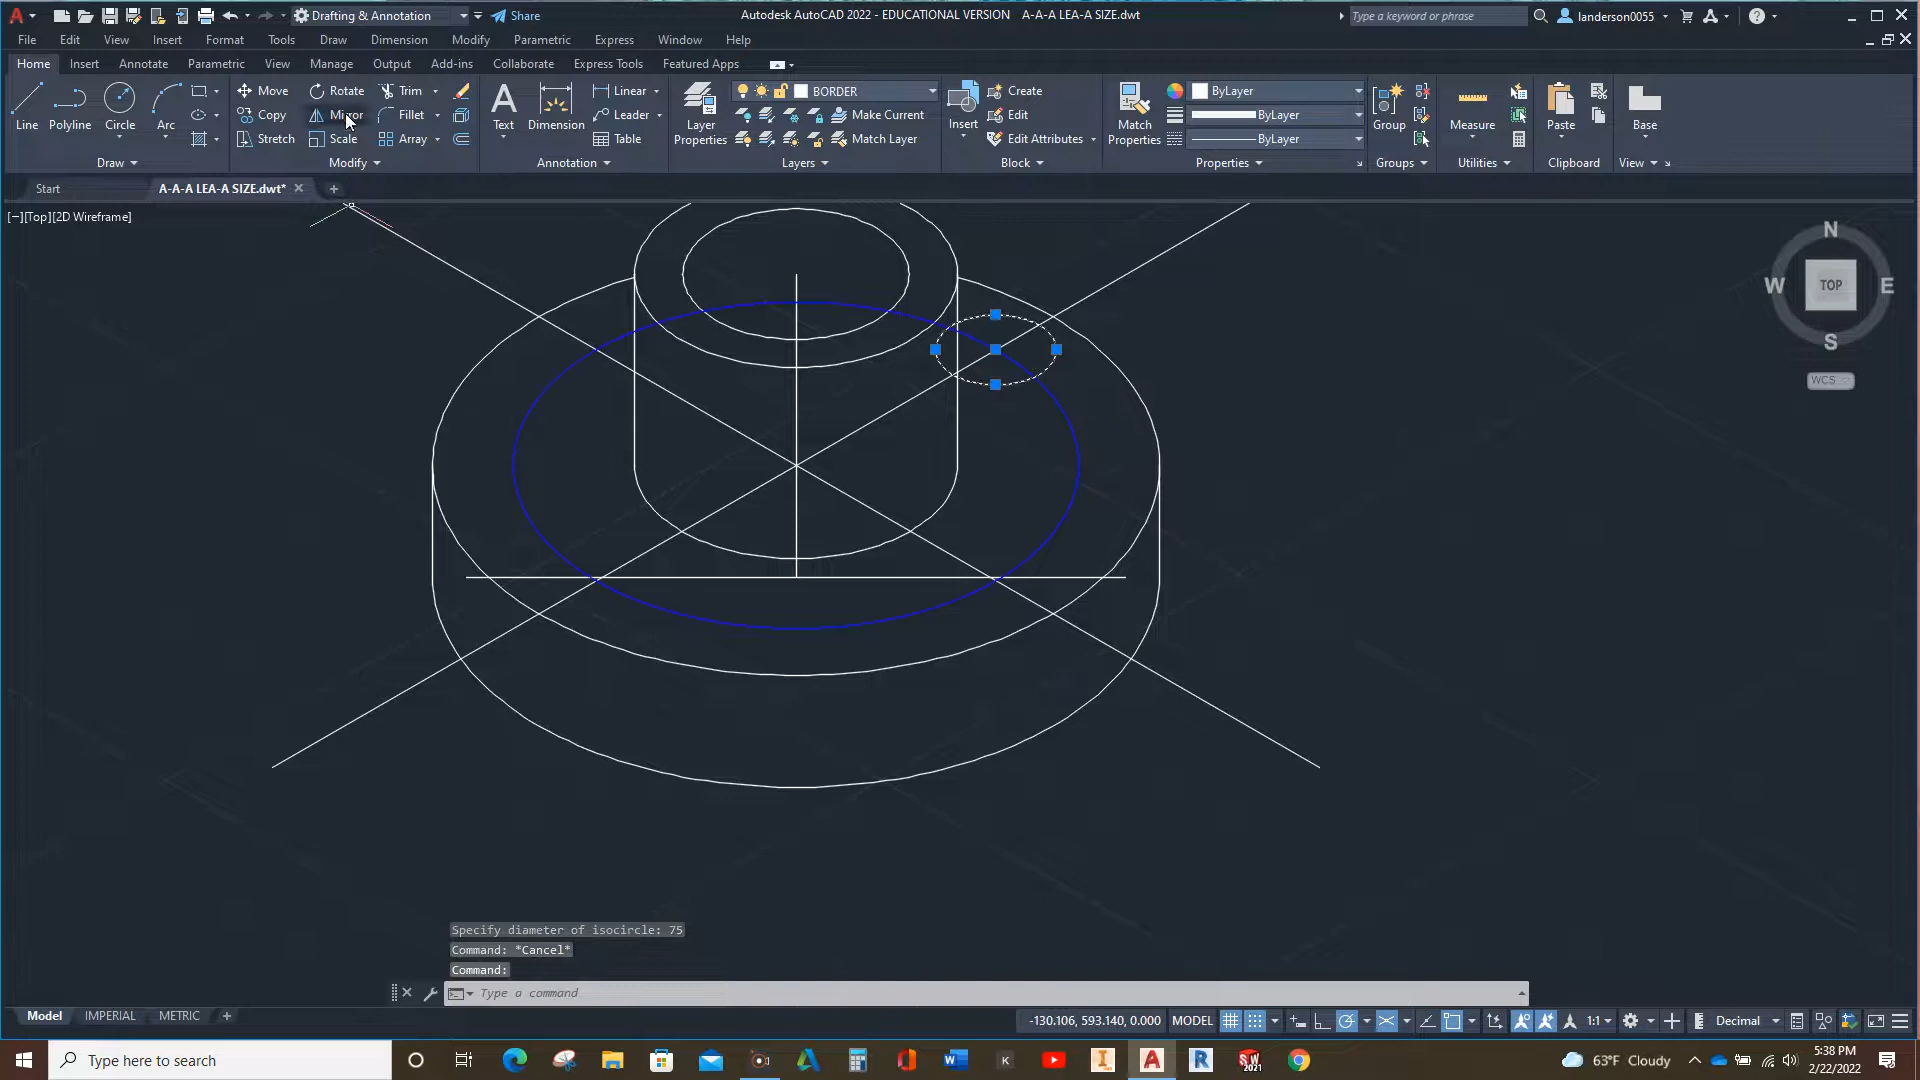 Drafting & Annotation
Share
Autodesk AutoCAD 2022 - EDUCATIONAL VERSION A-A-A LEA-A SIZE.dwt
Type a keyword or phrase
landerson0055
File Edit View Insert Format Tools Draw Dimension Modify Parametric Express Window Help
Home Insert Annotate Parametric View Manage Output Add-ins Collaborate Express Tools Featured Apps
Line Polyline Circle Arc
Move Rotate Trim
Copy Mirror Fillet
Stretch Scale Array
Text Dimension
Linear
Leader
Table
Layer Properties
BORDER
Make Current
Match Layer
Insert
Create
Edit
Edit Attributes
Match Properties
ByLayer
ByLayer
ByLayer
Group
Measure
Paste
Base
Draw Modify Annotation Layers Block Properties Groups Utilities Clipboard View
Start A-A-A LEA-A SIZE.dwt*
[−][Top][2D Wireframe]
N
W TOP E
S
WCS
Specify diameter of isocircle: 75
Command: *Cancel*
Command:
Type a command
Model IMPERIAL METRIC
-130.106, 593.140, 0.000 MODEL 1:1 Decimal
Type here to search
K
SW
2021
63°F Cloudy
5:38 PM
2/22/2022